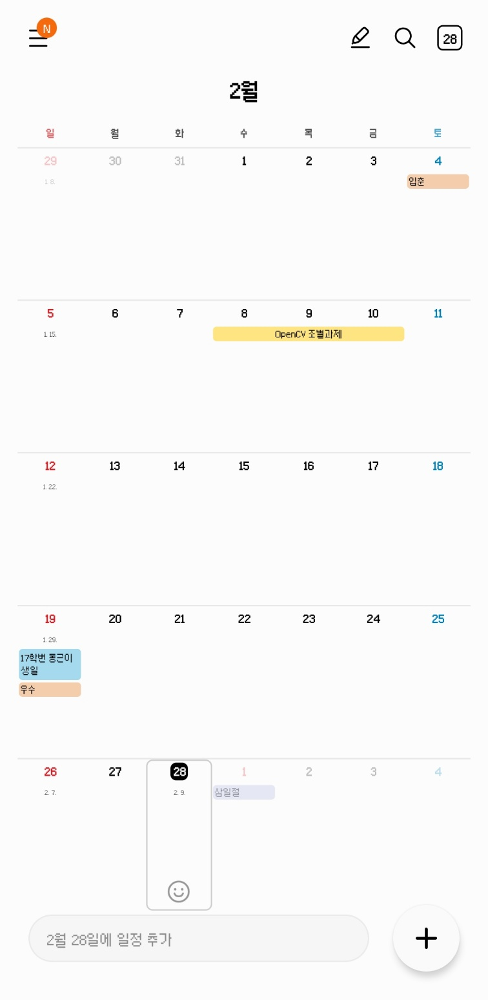 N
28
2월
일 월 화 수 목 금 토
29 30 31 1 2 3 4
1. 8.
입춘
5 6 7 8 9 10 11
1. 15.
OpenCV 조별과제
12 13 14 15 16 17 18
1. 22.
19 20 21 22 23 24 25
1. 29.
17학번 동근이
생일
우수
26 27 28 1 2 3 4
2. 7. 2. 9.
삼일절
2월 28일에 일정 추가